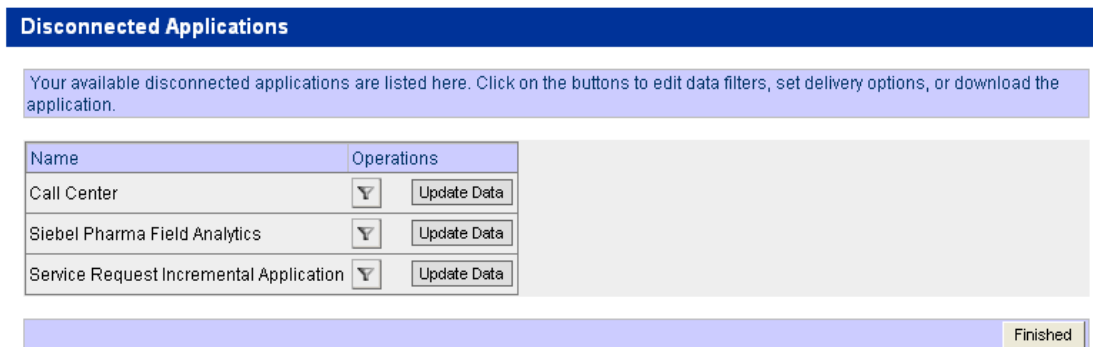 Disconnected Applications
Your available disconnected applications are listed here. Click on the buttons to edit data filters, set delivery options, or download the
application.
Name Operations
Call Center Update Data
Siebel Pharma Field Analytics Update Data
Service Request Incremental Application Update Data
Finished